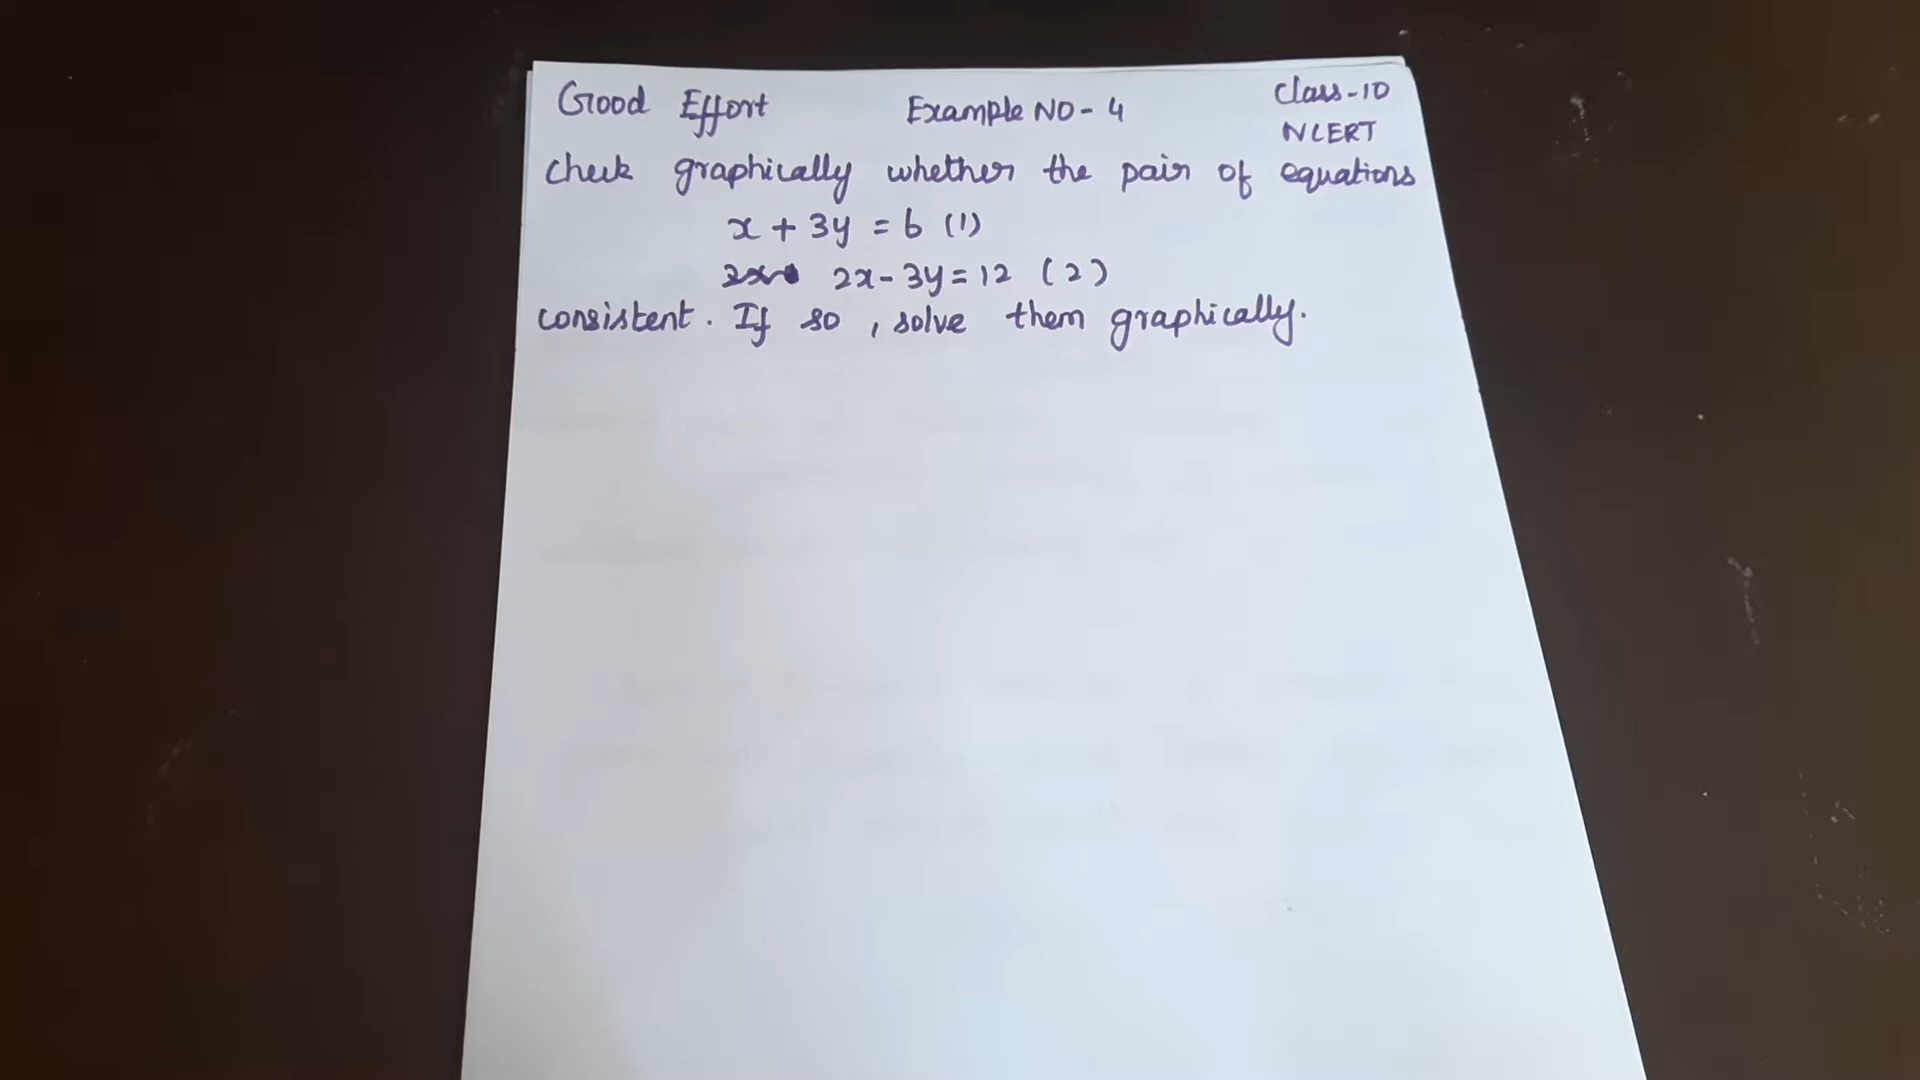 Good Effort Example NO-4 Class-10
NCERT
Check graphically whether the pair of equations
x + 3y = 6 (1)
2x - 3y = 12 (2)
consistent. If so, solve them graphically.